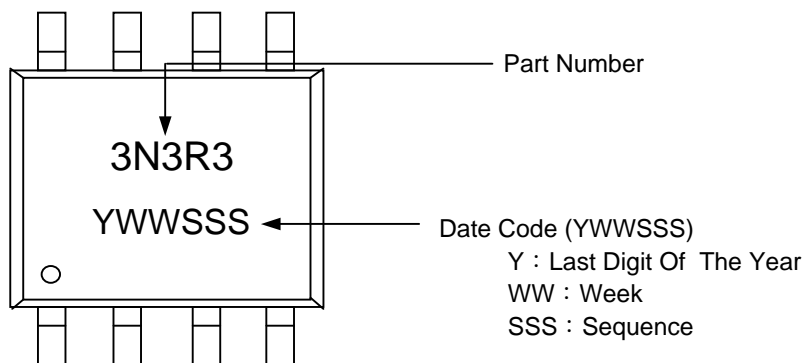 Part Number
3N3R3
YWWSSS
Date Code (YWWSSS)
Y：Last Digit Of The Year
WW：Week
SSS：Sequence